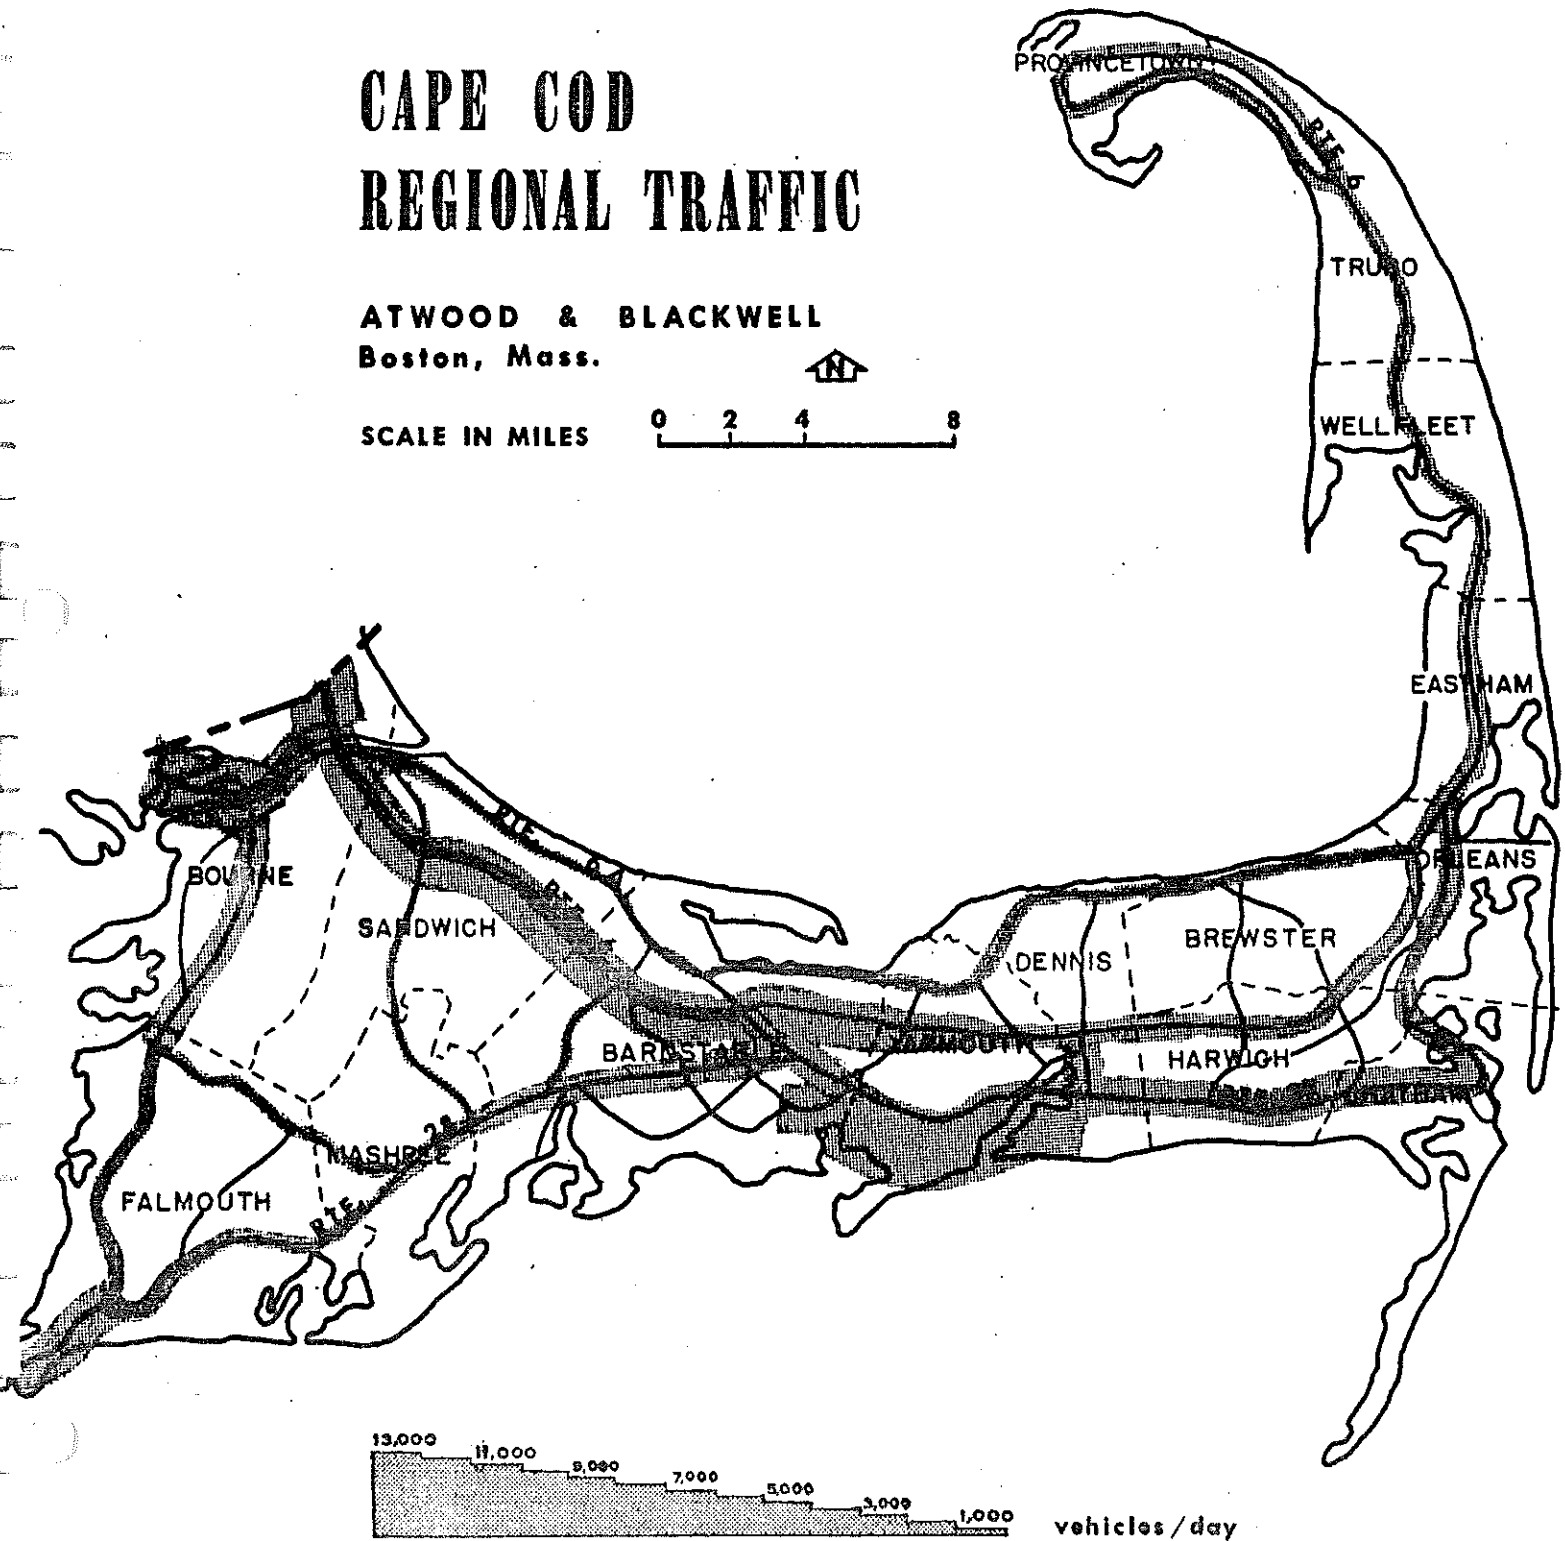 CAPE COD
REGIONAL TRAFFIC
ATWOOD & BLACKWELL
Boston, Mass.
N
SCALE IN MILES
0 2 4 8
PROVINCETOWN
RTE. 6
TRURO
WELLFLEET
EASTHAM
ORLEANS
BOURNE
RTE. 6A
RTE.
SANDWICH
BREWSTER
DENNIS
BARNSTABLE
YARMOUTH
HARWICH
CHATHAM
MASHPEE
RTE. 28
FALMOUTH
13,000 11,000 9,000 7,000 5,000 3,000 1,000
vehicles/day